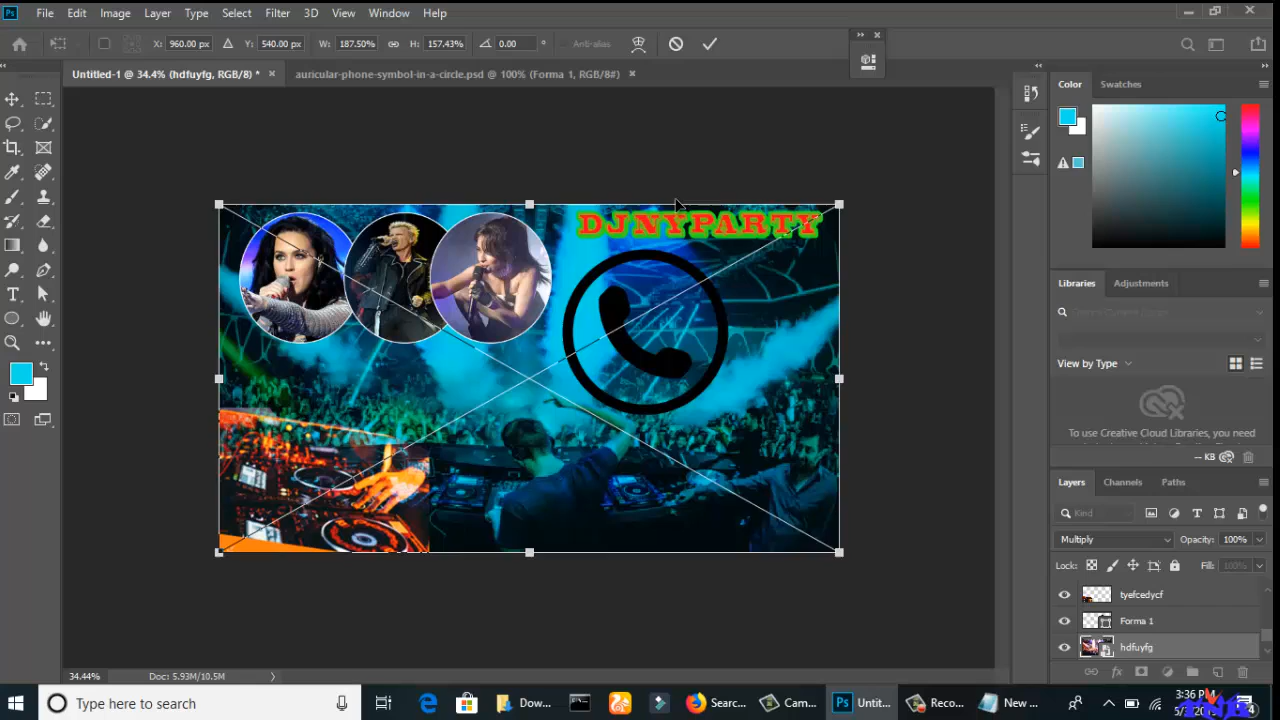 Ps File Edit Image Layer Type Select Filter 3D View Window Help
X: 960.00 px Y: 540.00 px W: 187.50% H: 157.43% 0.00 ° Anti-alias
Untitled-1 @ 34.4% (hdfuyfg, RGB/8) * × auricular-phone-symbol-in-a-circle.psd @ 100% (Forma 1, RGB/8#) ×
Color Swatches
DJNYPARTY
Libraries Adjustments
View by Type
To use Creative Cloud Libraries, you need
-- KB
Layers Channels Paths
Kind
Multiply Opacity: 100%
Lock: Fill: 100%
tyefcedycf
Forma 1
hdfuyfg
34.44% Doc: 5.93M/10.5M
Type here to search Dow... Searc... Cam... Ps Untit... Reco... New ... 3:36 PM